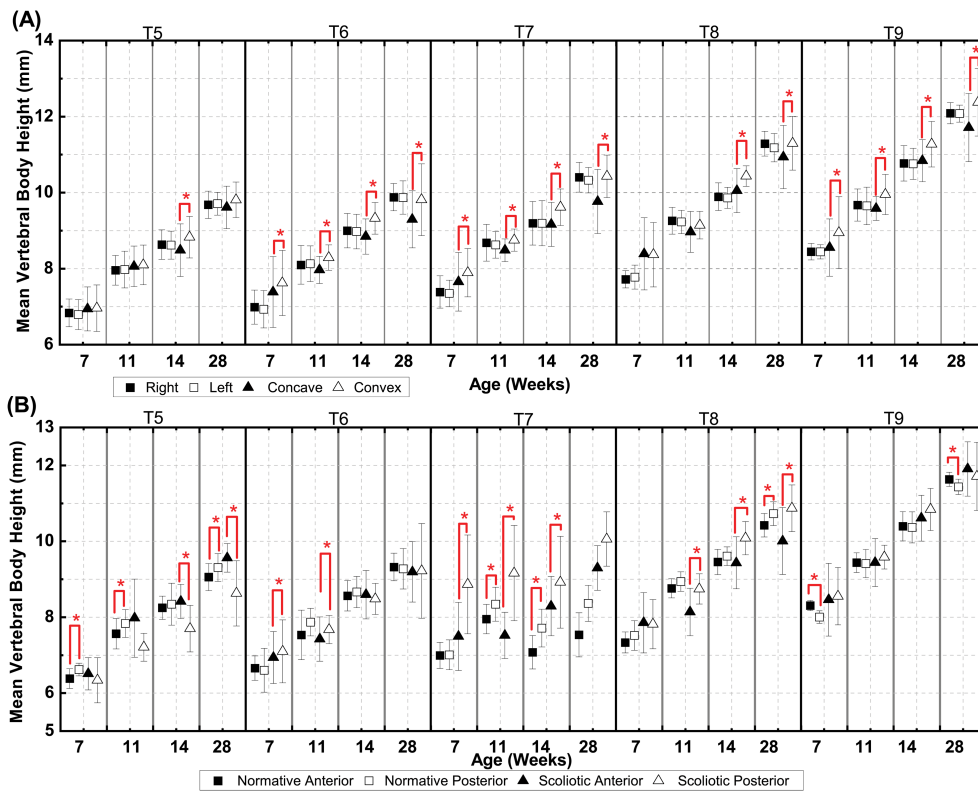 (A)
T5 T6 T7 T8 T9
Mean Vertebral Body Height (mm)
14
12
10
8
6
* * * * * * * * * * * * * * * *
7 11 14 28 7 11 14 28 7 11 14 28 7 11 14 28 7 11 14 28
Age (Weeks)
Right Left Concave Convex
(B)
T5 T6 T7 T8 T9
Mean Vertebral Body Height (mm)
13
12
11
10
9
8
7
6
5
* * * * * * * * * * * * * * * * *
7 11 14 28 7 11 14 28 7 11 14 28 7 11 14 28 7 11 14 28
Age (Weeks)
Normative Anterior Normative Posterior Scoliotic Anterior Scoliotic Posterior